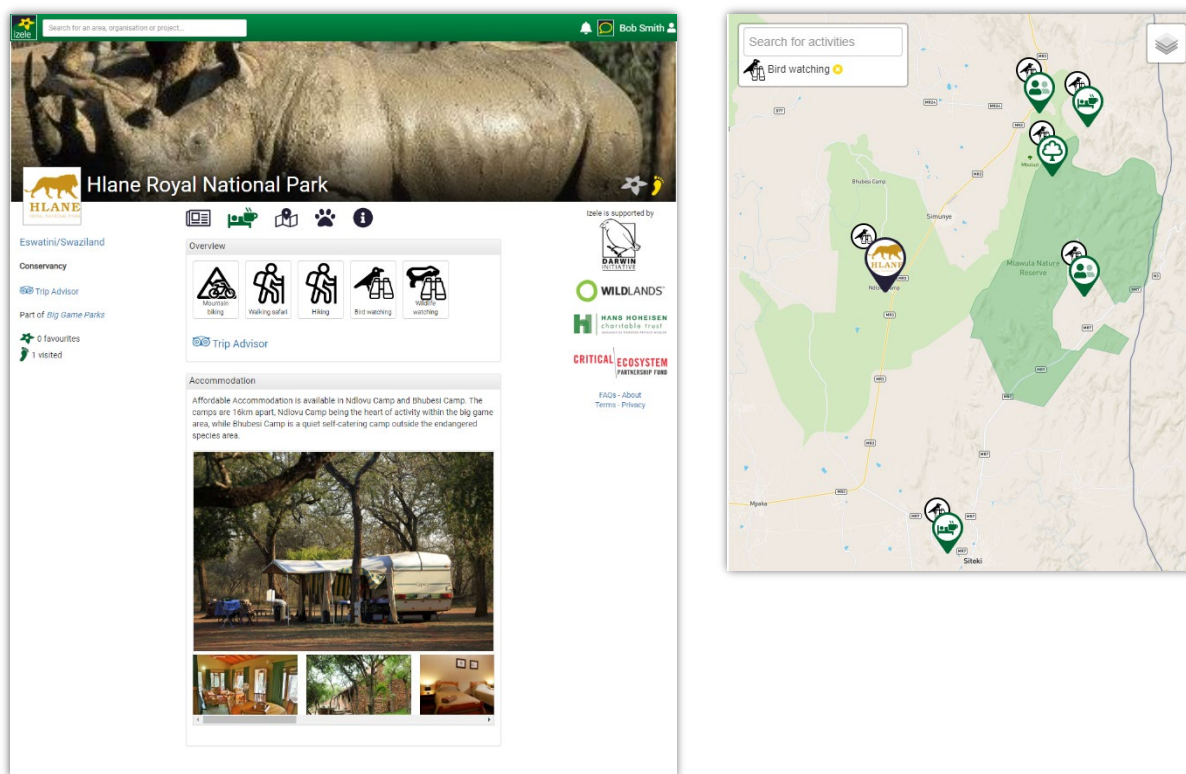 izele
Search for an area, organisation or project...
Bob Smith
Hlane Royal National Park
HLANE
Eswatini/Swaziland
Conservancy
Trip Advisor
Part of Big Game Parks
0 favourites
1 visited
Overview
Mountain biking
Walking safari
Hiking
Bird watching
Wildlife watching
Trip Advisor
Accommodation
Affordable Accommodation is available in Ndlovu Camp and Bhubesi Camp. The
camps are 16km apart, Ndlovu Camp being the heart of activity within the big game
area, while Bhubesi Camp is a quiet self-catering camp outside the endangered
species area.
Izele is supported by
DARWIN
INITIATIVE
WILDLANDS
HANS HOHEISEN
charitable trust
CRITICAL ECOSYSTEM
PARTNERSHIP FUND
FAQs - About
Terms - Privacy
Search for activities
Bird watching
Bhubesi Camp
Simunye
HLANE
Mlawula Nature
Reserve
Mpaka
Siteki